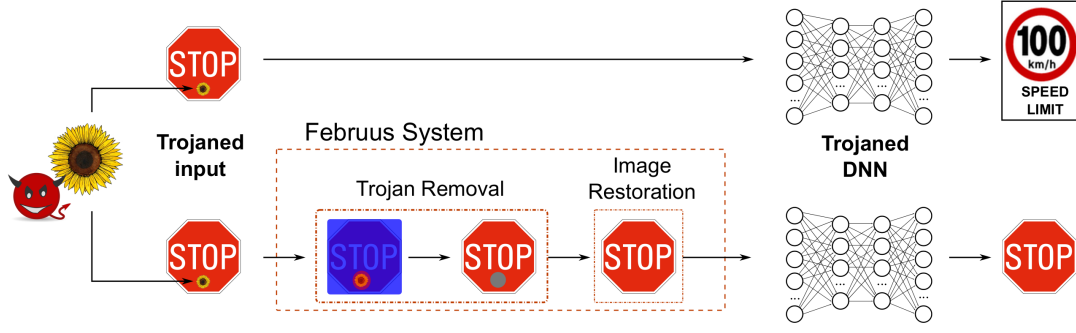 STOP
100
km/h
SPEED
LIMIT
Trojaned
input
Februus System
Trojaned
DNN
Trojan Removal
Image
Restoration
STOP
STOP
STOP
STOP
STOP
...
...
...
...
...
...
...
...